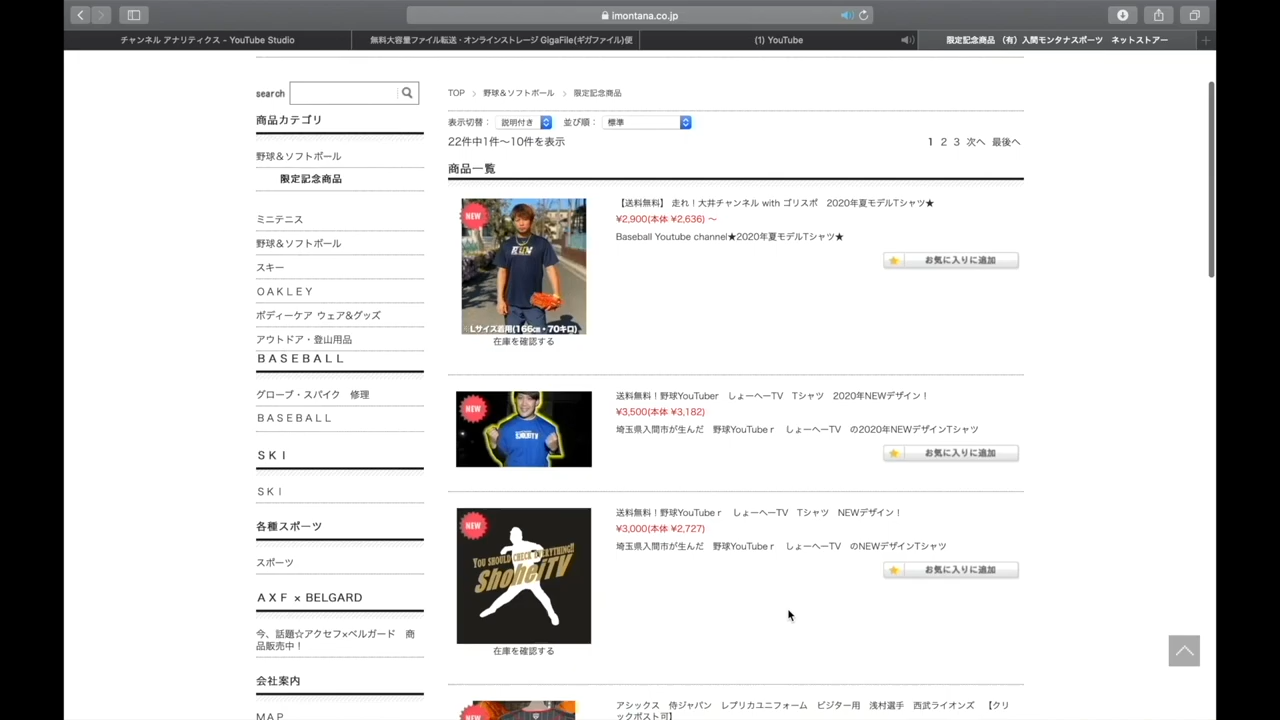 imontana.co.jp
チャンネル アナリティクス - YouTube Studio
無料大容量ファイル転送・オンラインストレージ GigaFile(ギガファイル)便
(1) YouTube
限定記念商品 （有）入間モンタナスポーツ　ネットストアー
search
商品カテゴリ
野球＆ソフトボール
限定記念商品
ミニテニス
野球＆ソフトボール
スキー
ＯＡＫＬＥＹ
ボディーケア ウェア&グッズ
アウトドア・登山用品
ＢＡＳＥＢＡＬＬ
グローブ・スパイク　修理
ＢＡＳＥＢＡＬＬ
ＳＫＩ
ＳＫＩ
各種スポーツ
スポーツ
ＡＸＦ × BELGARD
今、話題☆アクセフ×ベルガード　商
品販売中！
会社案内
ＭＡＰ
TOP > 野球＆ソフトボール > 限定記念商品
表示切替： 説明付き 並び順： 標準
22件中1件～10件を表示 1 2 3 次へ 最後へ
商品一覧
NEW
Lサイズ着用(166㎝・70キロ)
在庫を確認する
【送料無料】 走れ！大井チャンネル with ゴリスポ　2020年夏モデルTシャツ★
¥2,900(本体 ¥2,636) ～
Baseball Youtube channel★2020年夏モデルTシャツ★
お気に入りに追加
NEW
送料無料！野球YouTuber　しょーへーTV　Tシャツ　2020年NEWデザイン！
¥3,500(本体 ¥3,182)
埼玉県入間市が生んだ　野球YouTubeｒ　しょーへーTV　の2020年NEWデザインTシャツ
お気に入りに追加
NEW
YOU SHOULD CHECK EVERYTHING!!
ShoheiTV
在庫を確認する
送料無料！野球YouTubeｒ　しょーへーTV　Tシャツ　NEWデザイン！
¥3,000(本体 ¥2,727)
埼玉県入間市が生んだ　野球YouTubeｒ　しょーへーTV　のNEWデザインTシャツ
お気に入りに追加
NEW
アシックス　侍ジャパン　レプリカユニフォーム　ビジター用　浅村選手　西武ライオンズ　【クリ
ックポスト可】